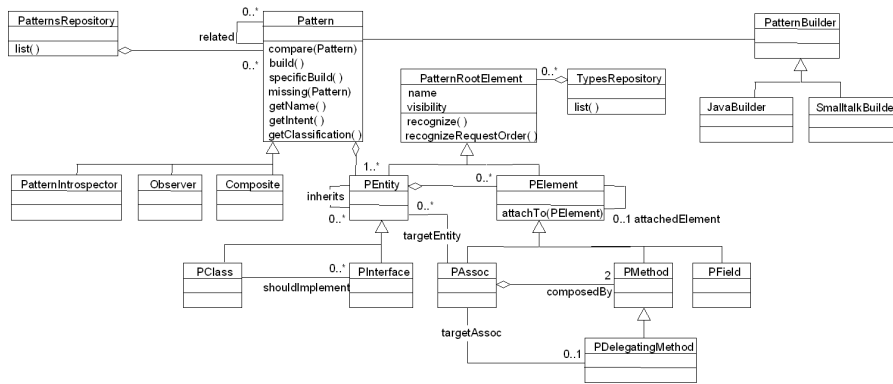 PatternsRepository
list( )
0..*
related
0..*
Pattern
compare(Pattern)
build( )
specificBuild( )
missing(Pattern)
getName( )
getIntent( )
getClassification( )
PatternBuilder
JavaBuilder
SmalltalkBuilde
PatternRootElement
name
visibility
recognize( )
recognizeRequestOrder( )
0..*
TypesRepository
list( )
PatternIntrospector
Observer
Composite
1..*
inherits
0..*
PEntity
0..*
0..*
targetEntity
PElement
attachTo(PElement)
0..1 attachedElement
PClass
0..*
shouldImplement
PInterface
PAssoc
2
composedBy
PMethod
PField
targetAssoc
0..1
PDelegatingMethod